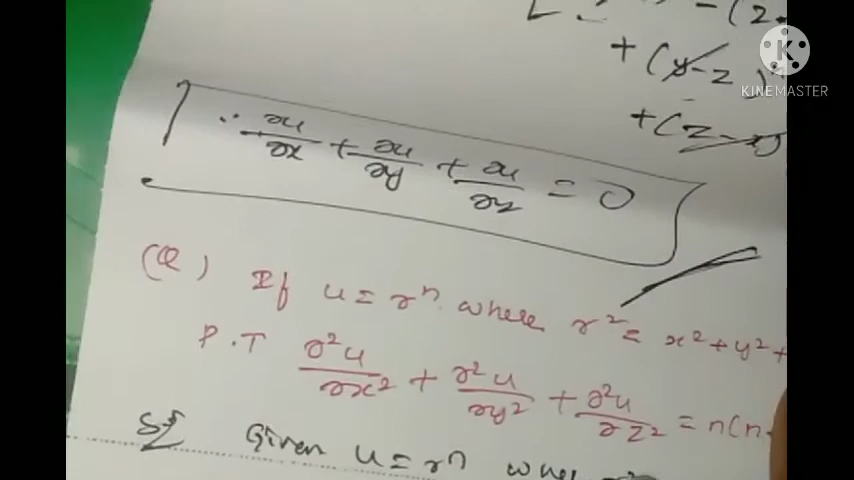 - (z -
+ (y-z)
K
KINEMASTER
+ (z-x)
∴ ∂u/∂x + ∂u/∂y + ∂u/∂z = 0
(Q) If u = r^n where r² = x² + y² +
P.T ∂²u/∂x² + ∂²u/∂y² + ∂²u/∂z² = n(n
Sol Given u = r^n